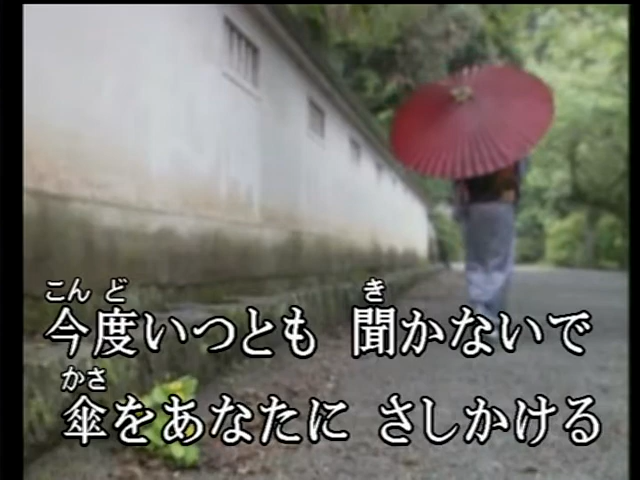 こんど き
今度いつとも 聞かないで
かさ
傘をあなたに さしかける